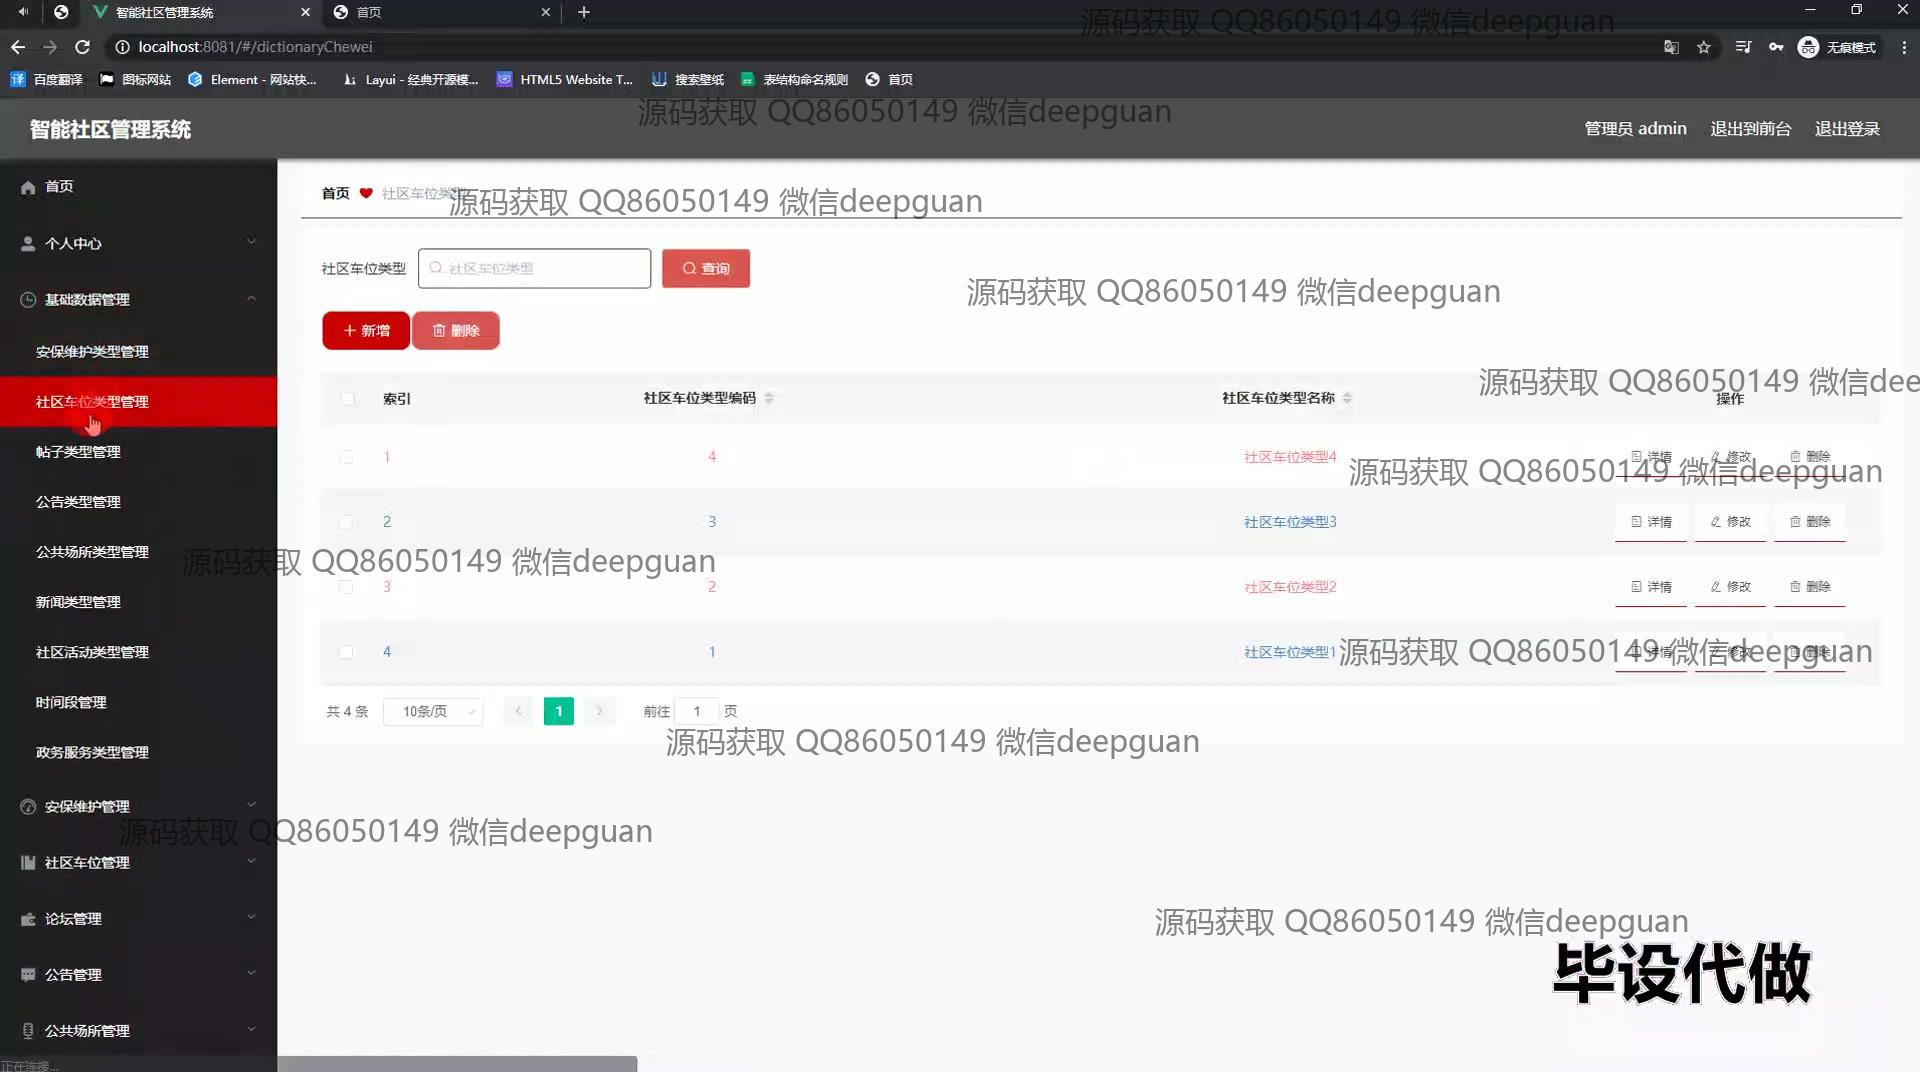 智能社区管理系统
首页
localhost:8081/#/dictionaryChewei
无痕模式
百度翻译
图标网站
Element - 网站快...
Layui - 经典开源模...
HTML5 Website T...
搜索壁纸
表结构命名规则
首页
源码获取 QQ86050149 微信deepguan
源码获取 QQ86050149 微信deepguan
智能社区管理系统
管理员 admin
退出到前台
退出登录
首页
个人中心
基础数据管理
安保维护类型管理
社区车位类型管理
帖子类型管理
公告类型管理
公共场所类型管理
新闻类型管理
社区活动类型管理
时间段管理
政务服务类型管理
安保维护管理
社区车位管理
论坛管理
公告管理
公共场所管理
正在连接...
首页 社区车位类型
源码获取 QQ86050149 微信deepguan
社区车位类型 社区车位类型 查询
源码获取 QQ86050149 微信deepguan
新增 删除
源码获取 QQ86050149 微信dee
索引 社区车位类型编码 社区车位类型名称 操作
1 4 社区车位类型4 详情 修改 删除
源码获取 QQ86050149 微信deepguan
2 3 社区车位类型3 详情 修改 删除
源码获取 QQ86050149 微信deepguan
3 2 社区车位类型2 详情 修改 删除
4 1 社区车位类型1 详情 修改 删除
源码获取 QQ86050149 微信deepguan
共 4 条 10条/页 1 前往 1 页
源码获取 QQ86050149 微信deepguan
源码获取 QQ86050149 微信deepguan
源码获取 QQ86050149 微信deepguan
毕设代做